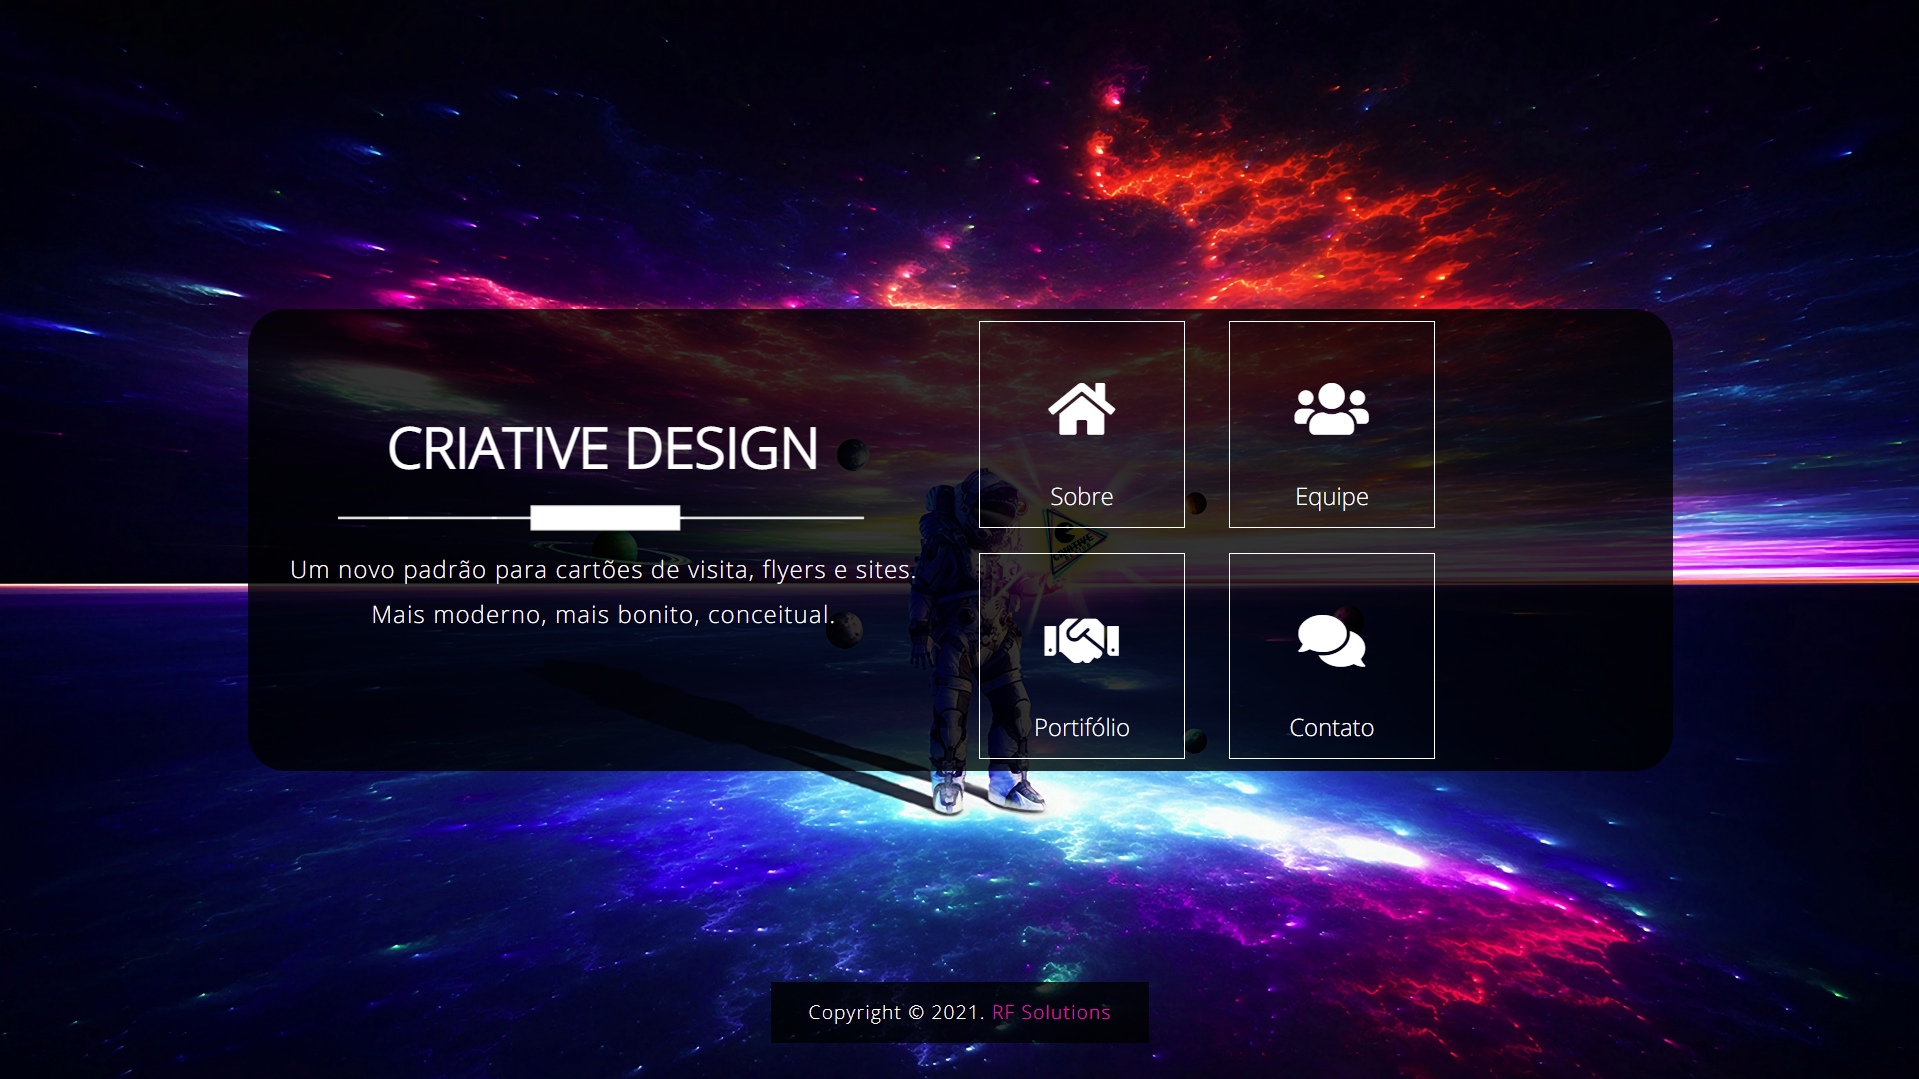 CRIATIVE DESIGN
Um novo padrão para cartões de visita, flyers e sites.
Mais moderno, mais bonito, conceitual.
Sobre
Equipe
Portifólio
Contato
CRIATIVE
Copyright © 2021. RF Solutions